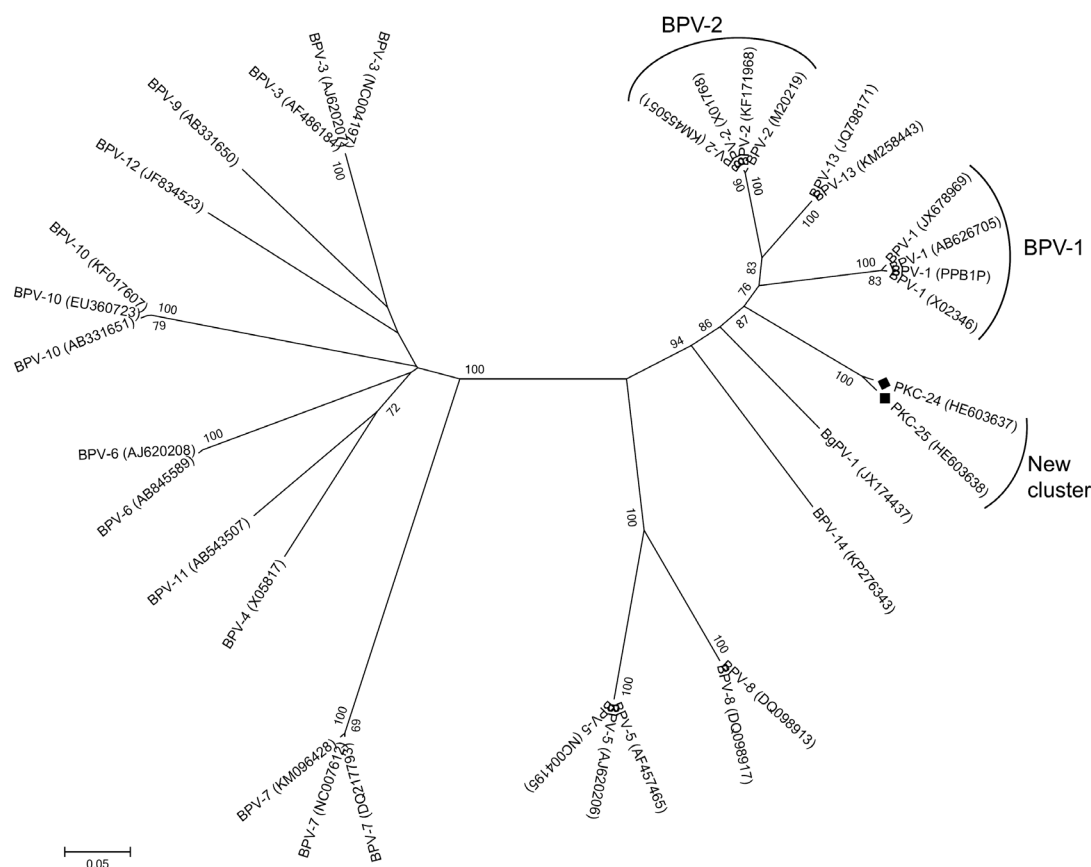 BPV-2
BPV-2 (X01768)
BPV-2 (KF171968)
BPV-2 (M20219)
96
100
BPV-13 (JQ798171)
BPV-13 (KM258443)
100
83
76
BPV-1 (JX678969)
BPV-1 (AB626705)
BPV-1 (PPB1P)
BPV-1 (X02346)
100
83
BPV-1
87
86
94
100
PKC-24 (HE603637)
PKC-25 (HE603638)
New
cluster
BgPV-1 (JX174437)
BPV-14 (KP276343)
100
100
BPV-8 (DQ098913)
BPV-8 (DQ098917)
100
BPV-5 (AF457465)
BPV-5 (AJ620206)
BPV-5 (NC004195)
100
100
69
BPV-7 (DQ217793)
BPV-7 (NC007612)
BPV-7 (KM096428)
BPV-4 (X05817)
BPV-11 (AB543507)
72
BPV-6 (AB845589)
BPV-6 (AJ620208)
100
BPV-10 (AB331651)
BPV-10 (EU360723)
BPV-10 (KF017607)
100
79
BPV-12 (JF834523)
BPV-9 (AB331650)
BPV-3 (AF486184)
BPV-3 (NC004197)
100
0.05